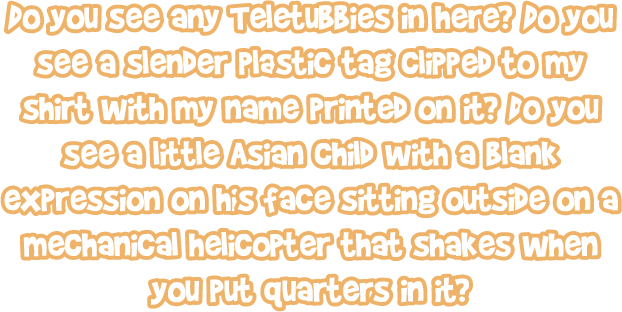 Do you see any Teletubbies in here? Do you
see a slender plastic tag clipped to my
shirt with my name printed on it? Do you
see a little Asian child with a blank
expression on his face sitting outside on a
mechanical helicopter that shakes when
you put quarters in it?